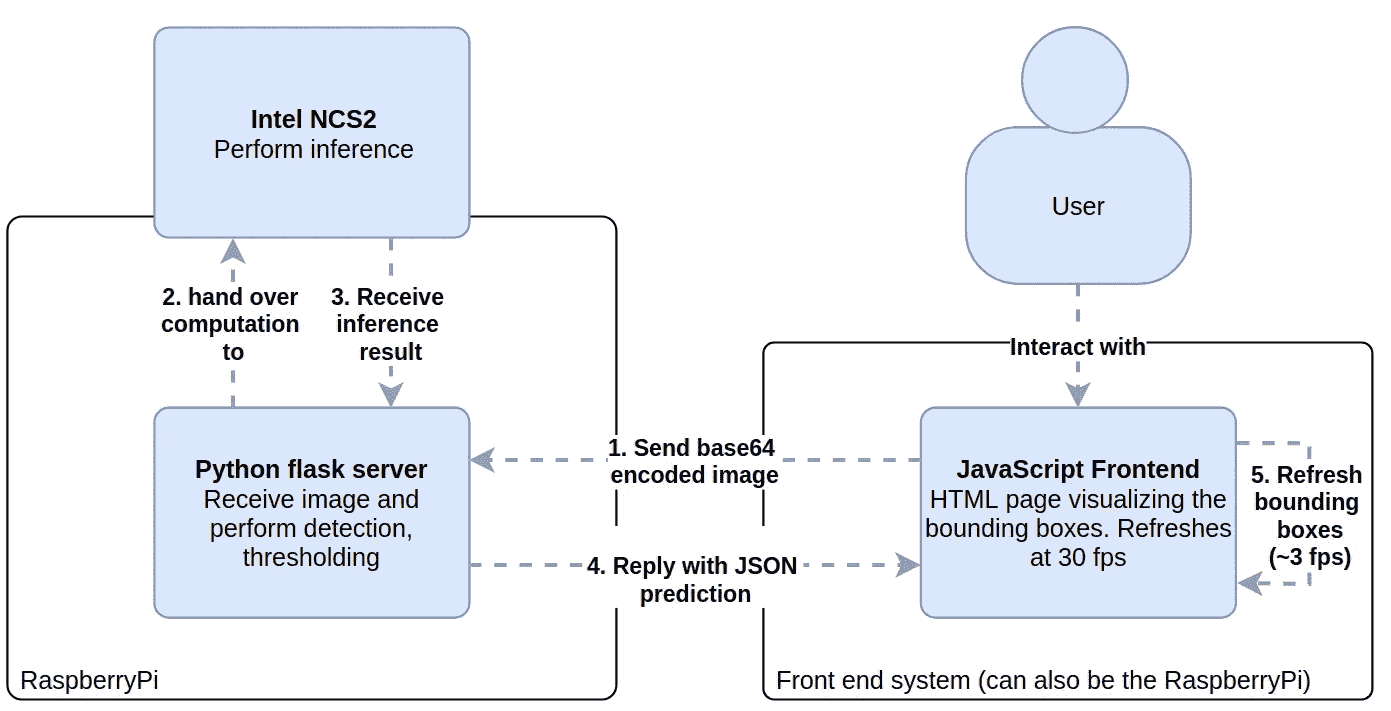 Intel NCS2
Perform inference
User
2. hand over
computation
to
3. Receive
inference
result
Interact with
Python flask server
Receive image and
perform detection,
thresholding
1. Send base64
encoded image
4. Reply with JSON
prediction
JavaScript Frontend
HTML page visualizing the
bounding boxes. Refreshes
at 30 fps
5. Refresh
bounding
boxes
(~3 fps)
RaspberryPi
Front end system (can also be the RaspberryPi)